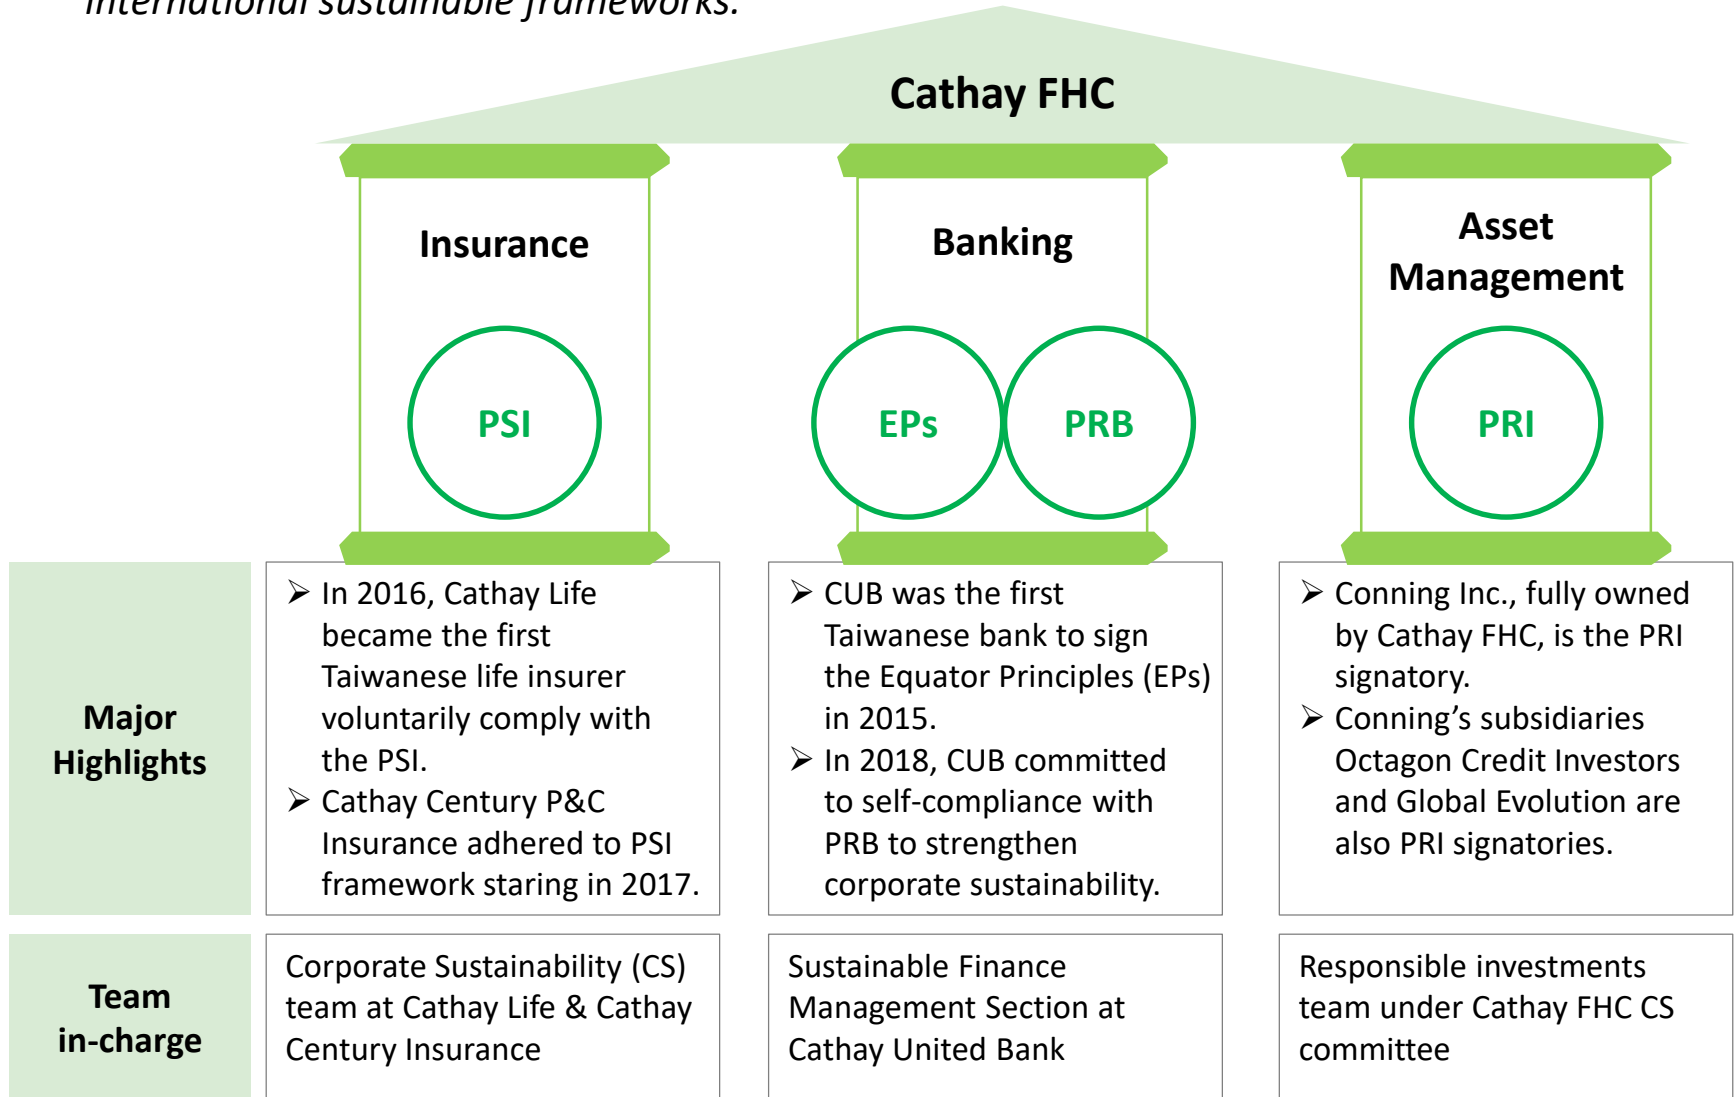 international sustainable frameworks.
Cathay FHC
Insurance
Banking
Asset
Management
PSI
EPs
PRB
PRI
Major
Highlights
➢ In 2016, Cathay Life
became the first
Taiwanese life insurer
voluntarily comply with
the PSI.
➢ Cathay Century P&C
Insurance adhered to PSI
framework staring in 2017.
➢ CUB was the first
Taiwanese bank to sign
the Equator Principles (EPs)
in 2015.
➢ In 2018, CUB committed
to self-compliance with
PRB to strengthen
corporate sustainability.
➢ Conning Inc., fully owned
by Cathay FHC, is the PRI
signatory.
➢ Conning’s subsidiaries
Octagon Credit Investors
and Global Evolution are
also PRI signatories.
Team
in-charge
Corporate Sustainability (CS)
team at Cathay Life & Cathay
Century Insurance
Sustainable Finance
Management Section at
Cathay United Bank
Responsible investments
team under Cathay FHC CS
committee